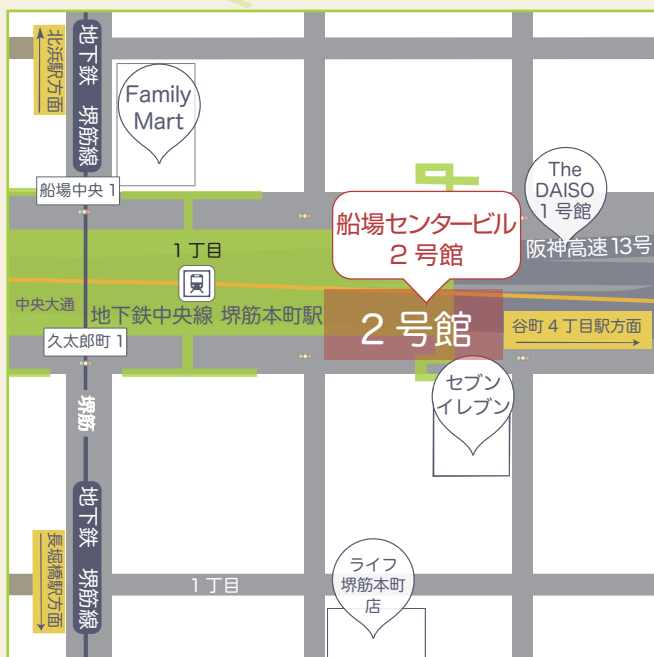 地下鉄 堺筋線
北浜駅方面
Family
Mart
船場中央 1
The
DAISO
1 号館
船場センタービル
2 号館
阪神高速 13号
1 丁目
中央大通
地下鉄中央線 堺筋本町駅
2 号館
谷町 4 丁目駅方面
久太郎町 1
セブン
イレブン
堺筋
地下鉄 堺筋線
長堀橋駅方面
1 丁目
ライフ
堺筋本町
店